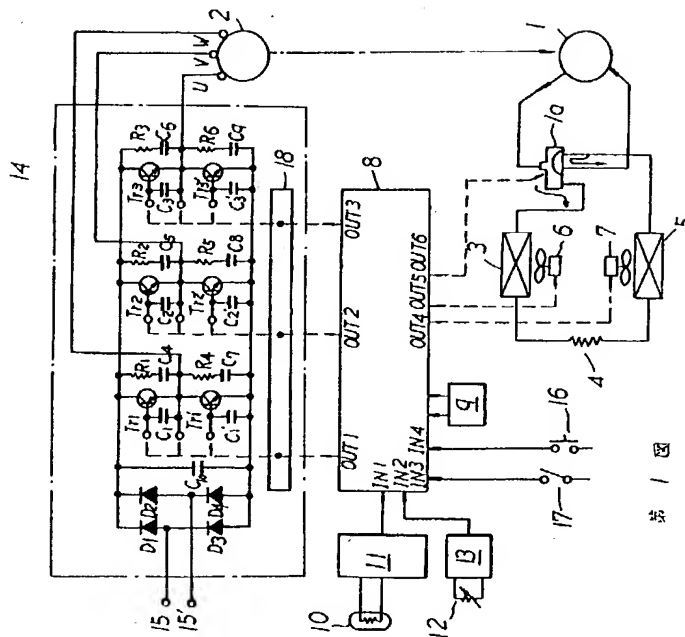 14
2
U V W
R3
C6
R6
C9
Tr3
C3
Tr3'
C3'
R2
C5
R5
C8
Tr2
C2
Tr2'
C2'
R1
C4
R4
C7
Tr1
C1
Tr1'
C1'
C10
D1
D2
D3
D4
15
15'
18
8
OUT1
OUT2
OUT3
OUT4
OUT5
OUT6
IN1
IN2
IN3
IN4
9
10
11
12
13
16
17
1
1a
3
4
5
6
7
第 1 図